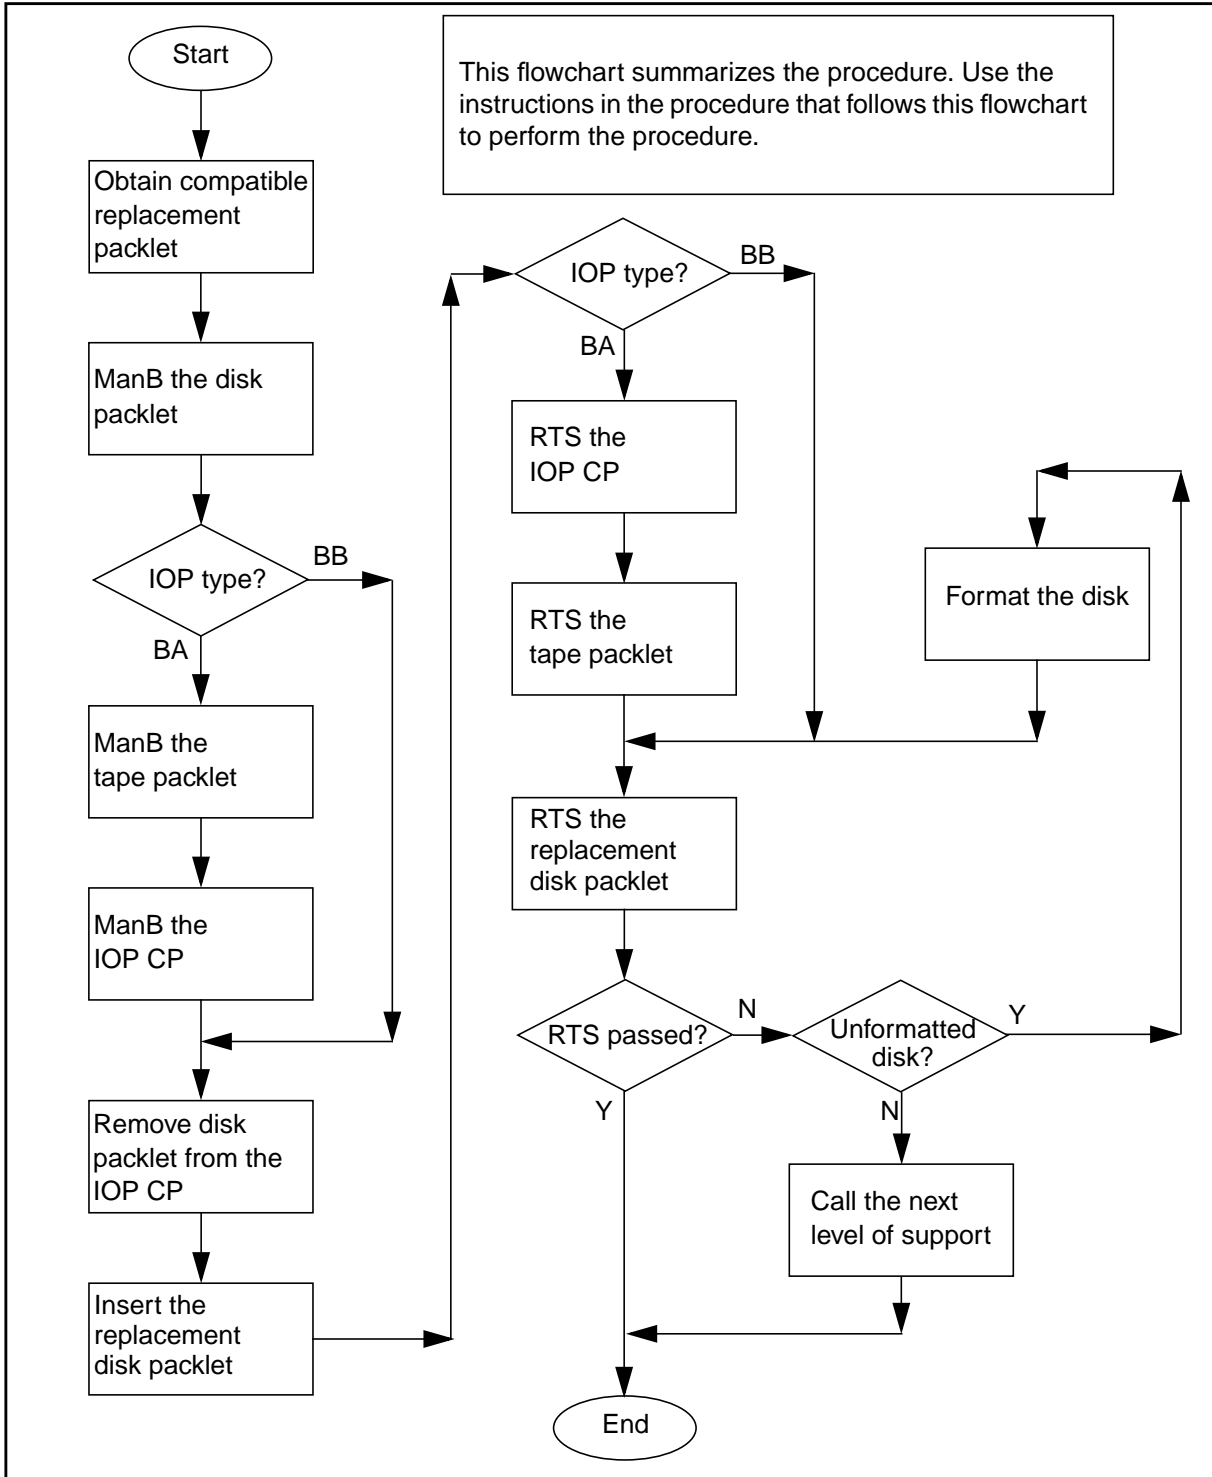 Start
This flowchart summarizes the procedure. Use the
instructions in the procedure that follows this flowchart
to perform the procedure.
Obtain compatible
replacement
packlet
ManB the disk
packlet
IOP type?
BB
BA
ManB the
tape packlet
ManB the
IOP CP
Remove disk
packlet from the
IOP CP
Insert the
replacement
disk packlet
IOP type?
BB
BA
RTS the
IOP CP
RTS the
tape packlet
Format the disk
RTS the
replacement
disk packlet
RTS passed?
N
Y
Unformatted
disk?
Y
N
Call the next
level of support
End